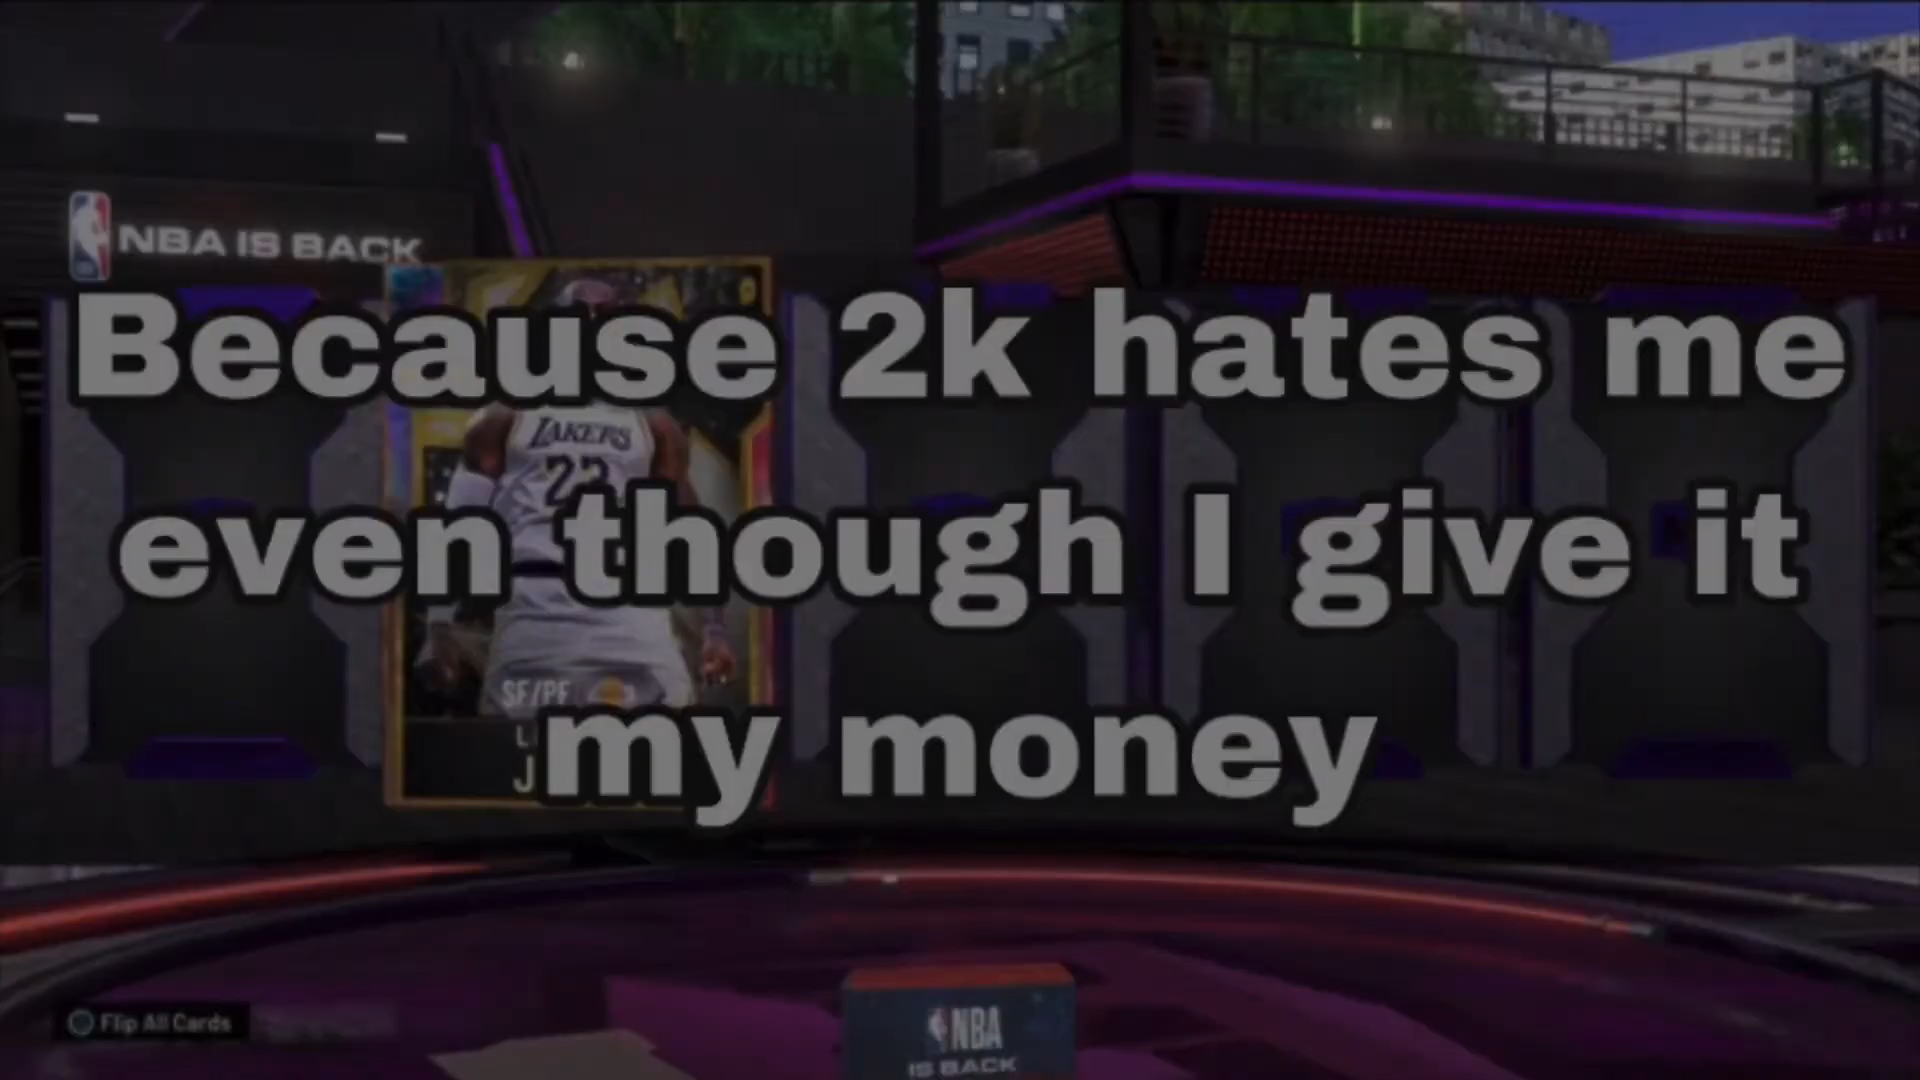 NBA IS BACK
Because 2k hates me
LAKERS
23
even though I give it
SF/PF
my money
Flip All Cards
NBA
IS BACK